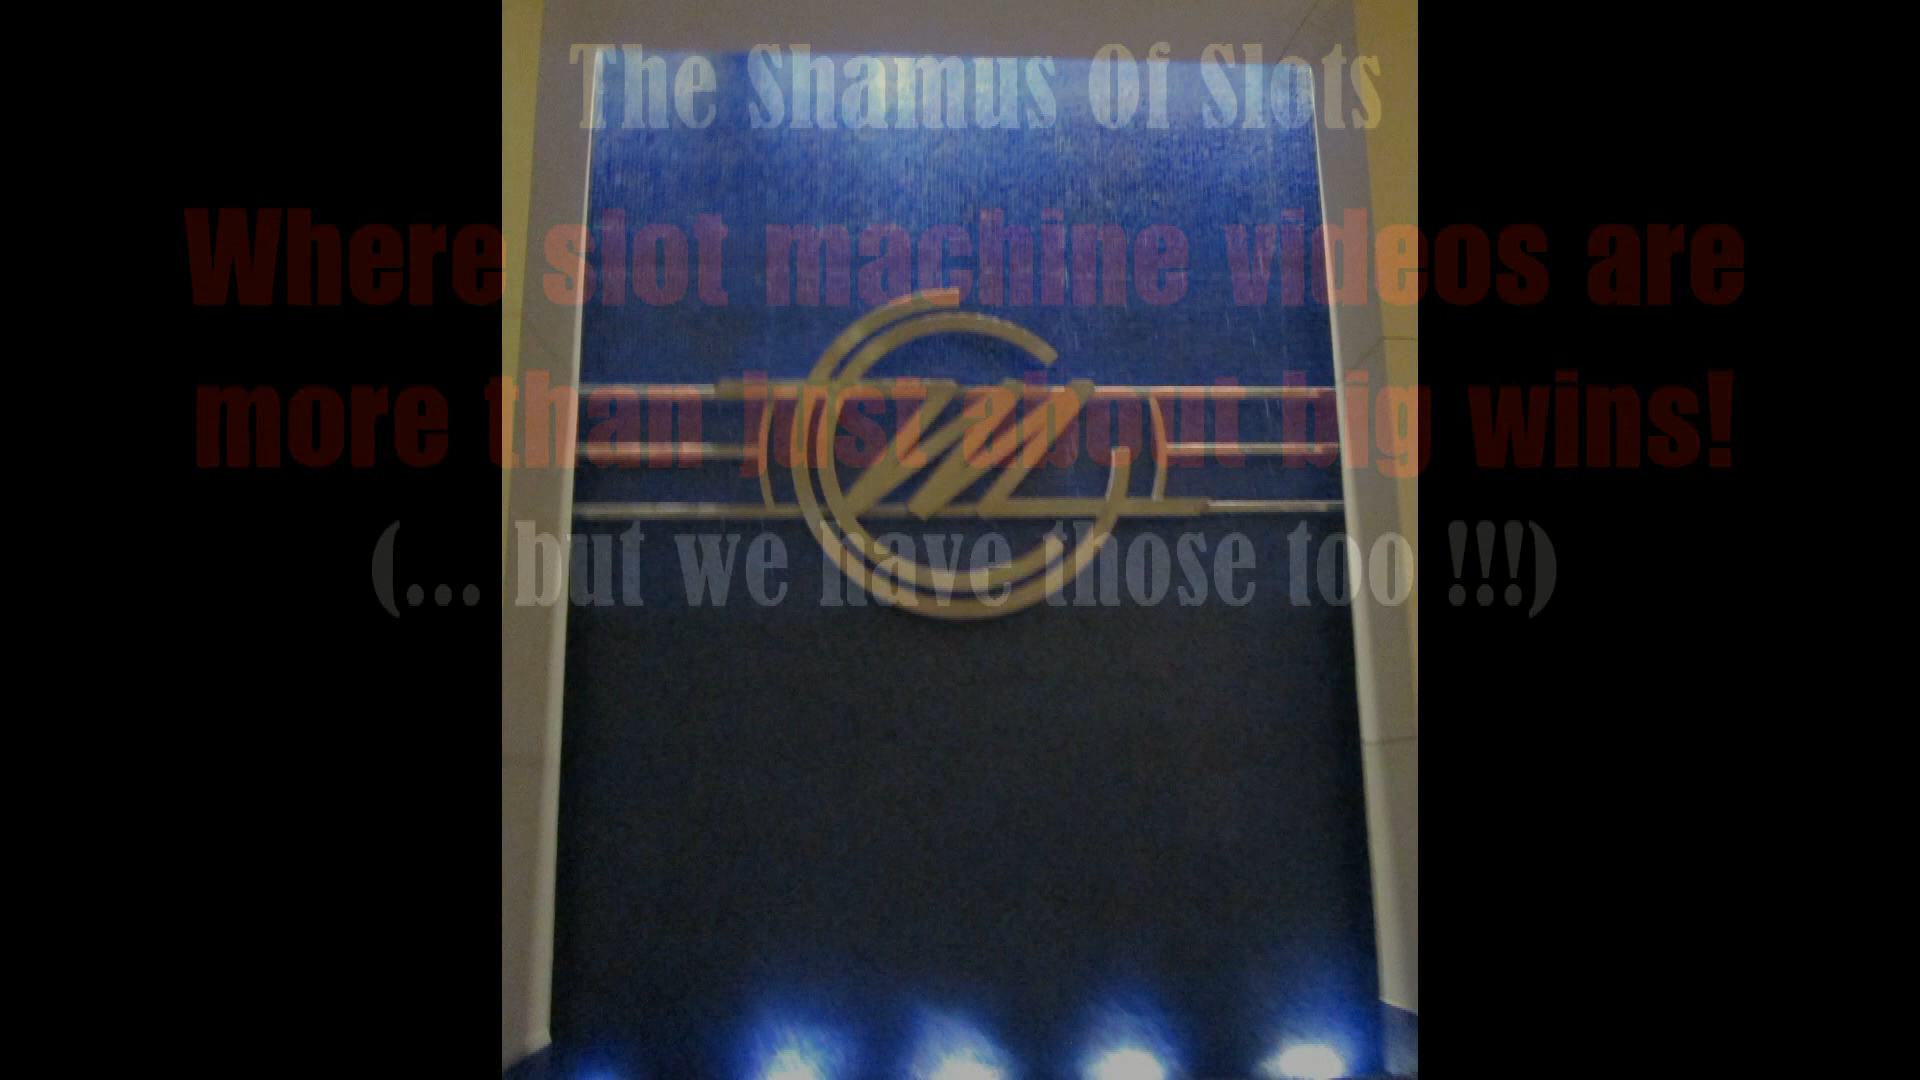 The Shamus Of Slots
Where slot machine videos are
more than just about big wins!
(... but we have those too !!!)